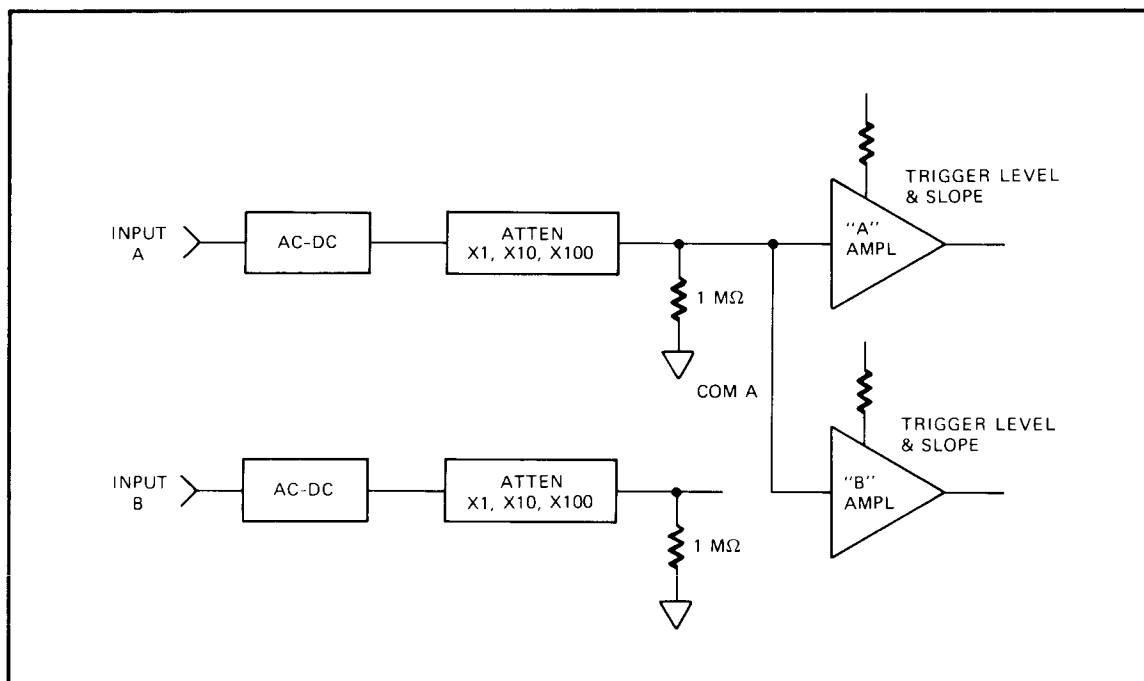 TRIGGER LEVEL
& SLOPE
INPUT
A
AC-DC
ATTEN
X1, X10, X100
"A"
AMPL
1 MΩ
COM A
TRIGGER LEVEL
& SLOPE
INPUT
B
AC-DC
ATTEN
X1, X10, X100
"B"
AMPL
1 MΩ